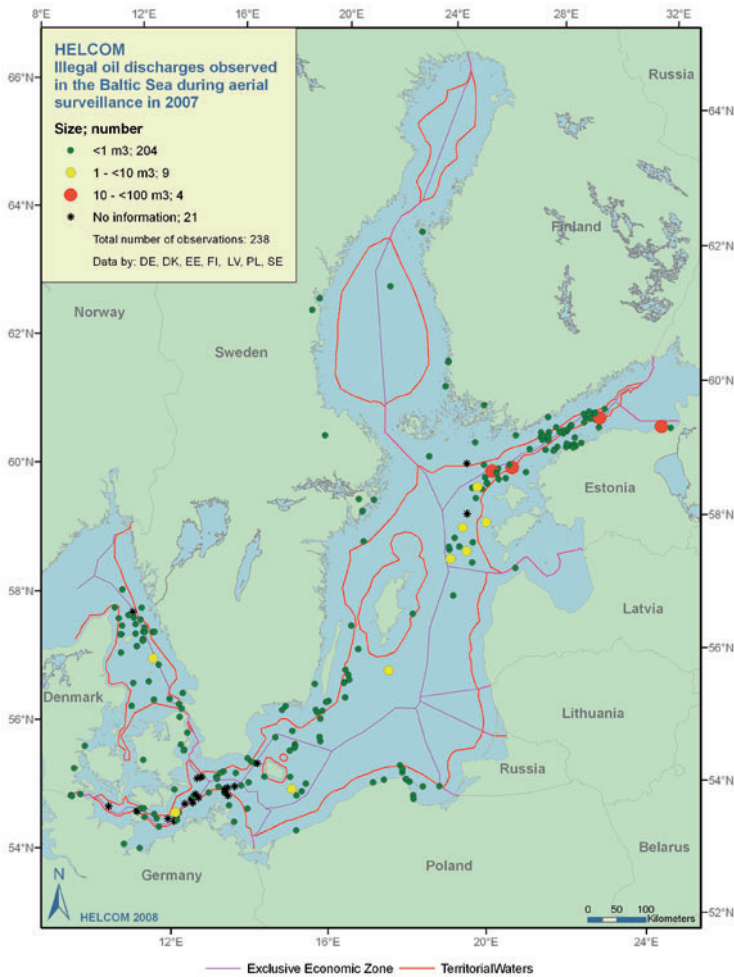 8°E 12°E 16°E 20°E 24°E 28°E 32°E
HELCOM
Illegal oil discharges observed
in the Baltic Sea during aerial
surveillance in 2007
Size; number
<1 m3; 204
1 - <10 m3; 9
10 - <100 m3; 4
No information; 21
Total number of observations: 238
Data by: DE, DK, EE, FI, LV, PL, SE
66°N
64°N
62°N
60°N
58°N
56°N
54°N
64°N
62°N
60°N
58°N
56°N
54°N
52°N
Russia
Finland
Norway
Sweden
Estonia
Latvia
Denmark
Lithuania
Russia
Belarus
Poland
Germany
N
HELCOM 2008
0 50 100
Kilometers
12°E 16°E 20°E 24°E
Exclusive Economic Zone TerritorialWaters